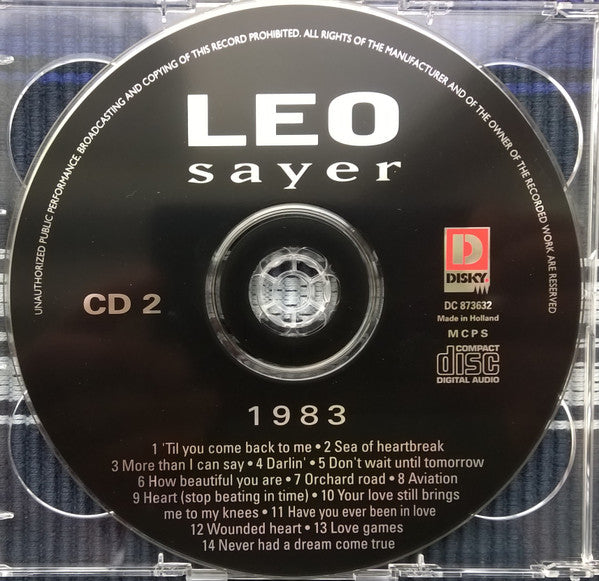 UNAUTHORIZED PUBLIC PERFORMANCE, BROADCASTING AND COPYING OF THIS RECORD PROHIBITED. ALL RIGHTS OF THE MANUFACTURER AND OF THE OWNER OF THE RECORDED WORK ARE RESERVED
LEO
sayer
CD 2
D
DISKY
DC 873632
Made in Holland
MCPS
COMPACT
disc
DIGITAL AUDIO
1983
1 'Til you come back to me • 2 Sea of heartbreak
3 More than I can say • 4 Darlin' • 5 Don't wait until tomorrow
6 How beautiful you are • 7 Orchard road • 8 Aviation
9 Heart (stop beating in time) • 10 Your love still brings
me to my knees • 11 Have you ever been in love
12 Wounded heart • 13 Love games
14 Never had a dream come true